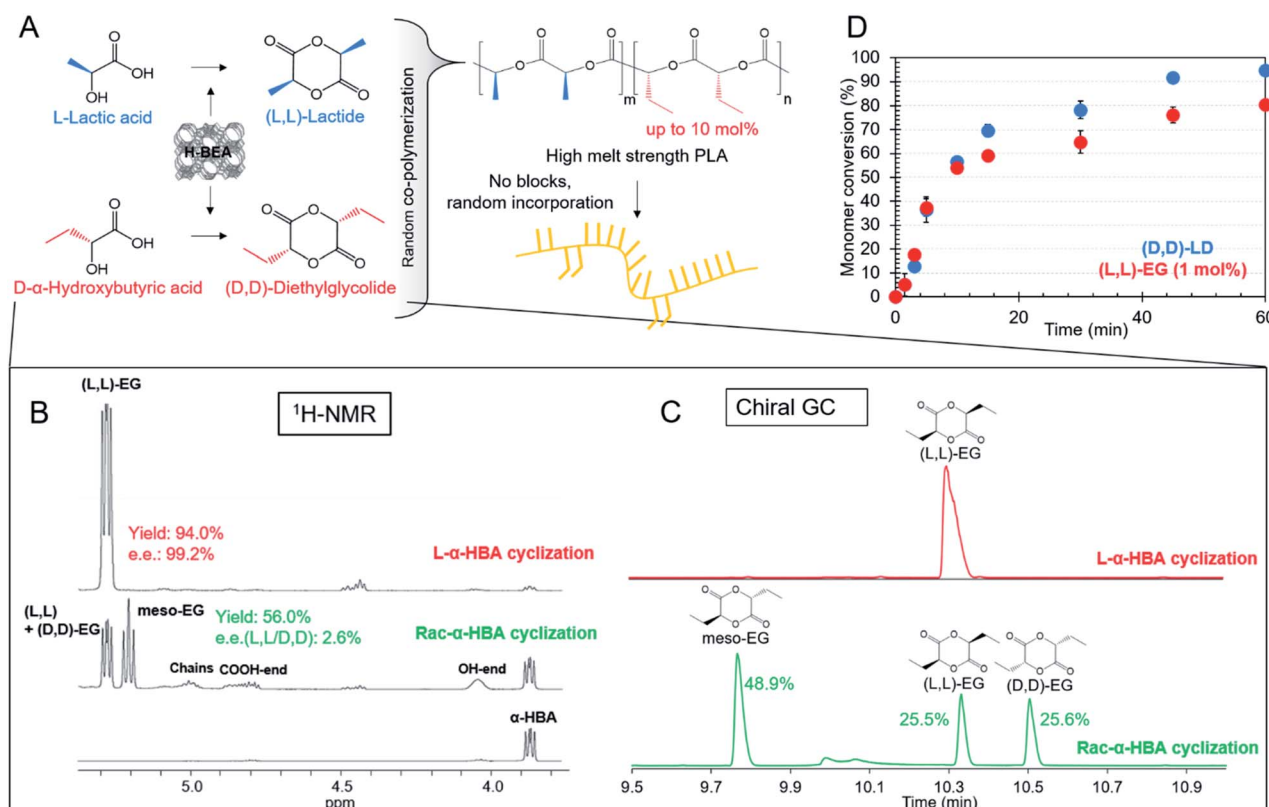 A
O
OH
OH
L-Lactic acid
O
O
O
O
(L,L)-Lactide
H-BEA
O
OH
OH
D-α-Hydroxybutyric acid
O
O
O
O
(D,D)-Diethylglycolide
Random co-polymerization
O
O
O
O
O
O
O
O
m
n
up to 10 mol%
High melt strength PLA
No blocks,
random incorporation
D
Monomer conversion (%)
100
90
80
70
60
50
40
30
20
10
0
(D,D)-LD
(L,L)-EG (1 mol%)
0
20
40
60
Time (min)
B
(L,L)-EG
¹H-NMR
Yield: 94.0%
e.e.: 99.2%
L-α-HBA cyclization
(L,L)
+ (D,D)-EG
meso-EG
Yield: 56.0%
e.e.(L,L/D,D): 2.6%
Rac-α-HBA cyclization
Chains
COOH-end
OH-end
α-HBA
5.0
4.5
4.0
ppm
C
Chiral GC
O
O
O
O
(L,L)-EG
L-α-HBA cyclization
O
O
O
O
meso-EG
48.9%
O
O
O
O
(L,L)-EG
25.5%
O
O
O
O
(D,D)-EG
25.6%
Rac-α-HBA cyclization
9.5
9.7
9.9
10.1
10.3
10.5
10.7
10.9
Time (min)